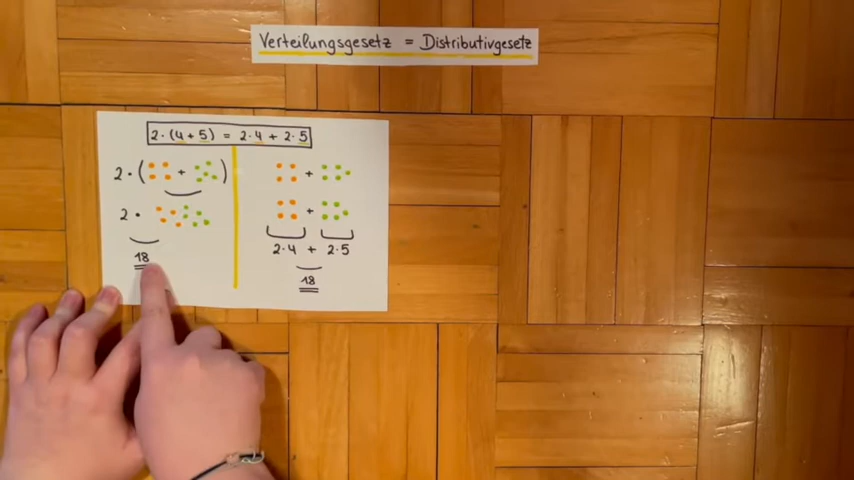 Verteilungsgesetz = Distributivgesetz
2·(4+5) = 2·4 + 2·5
2·( + )
2·
18
+
+
2·4 + 2·5
18